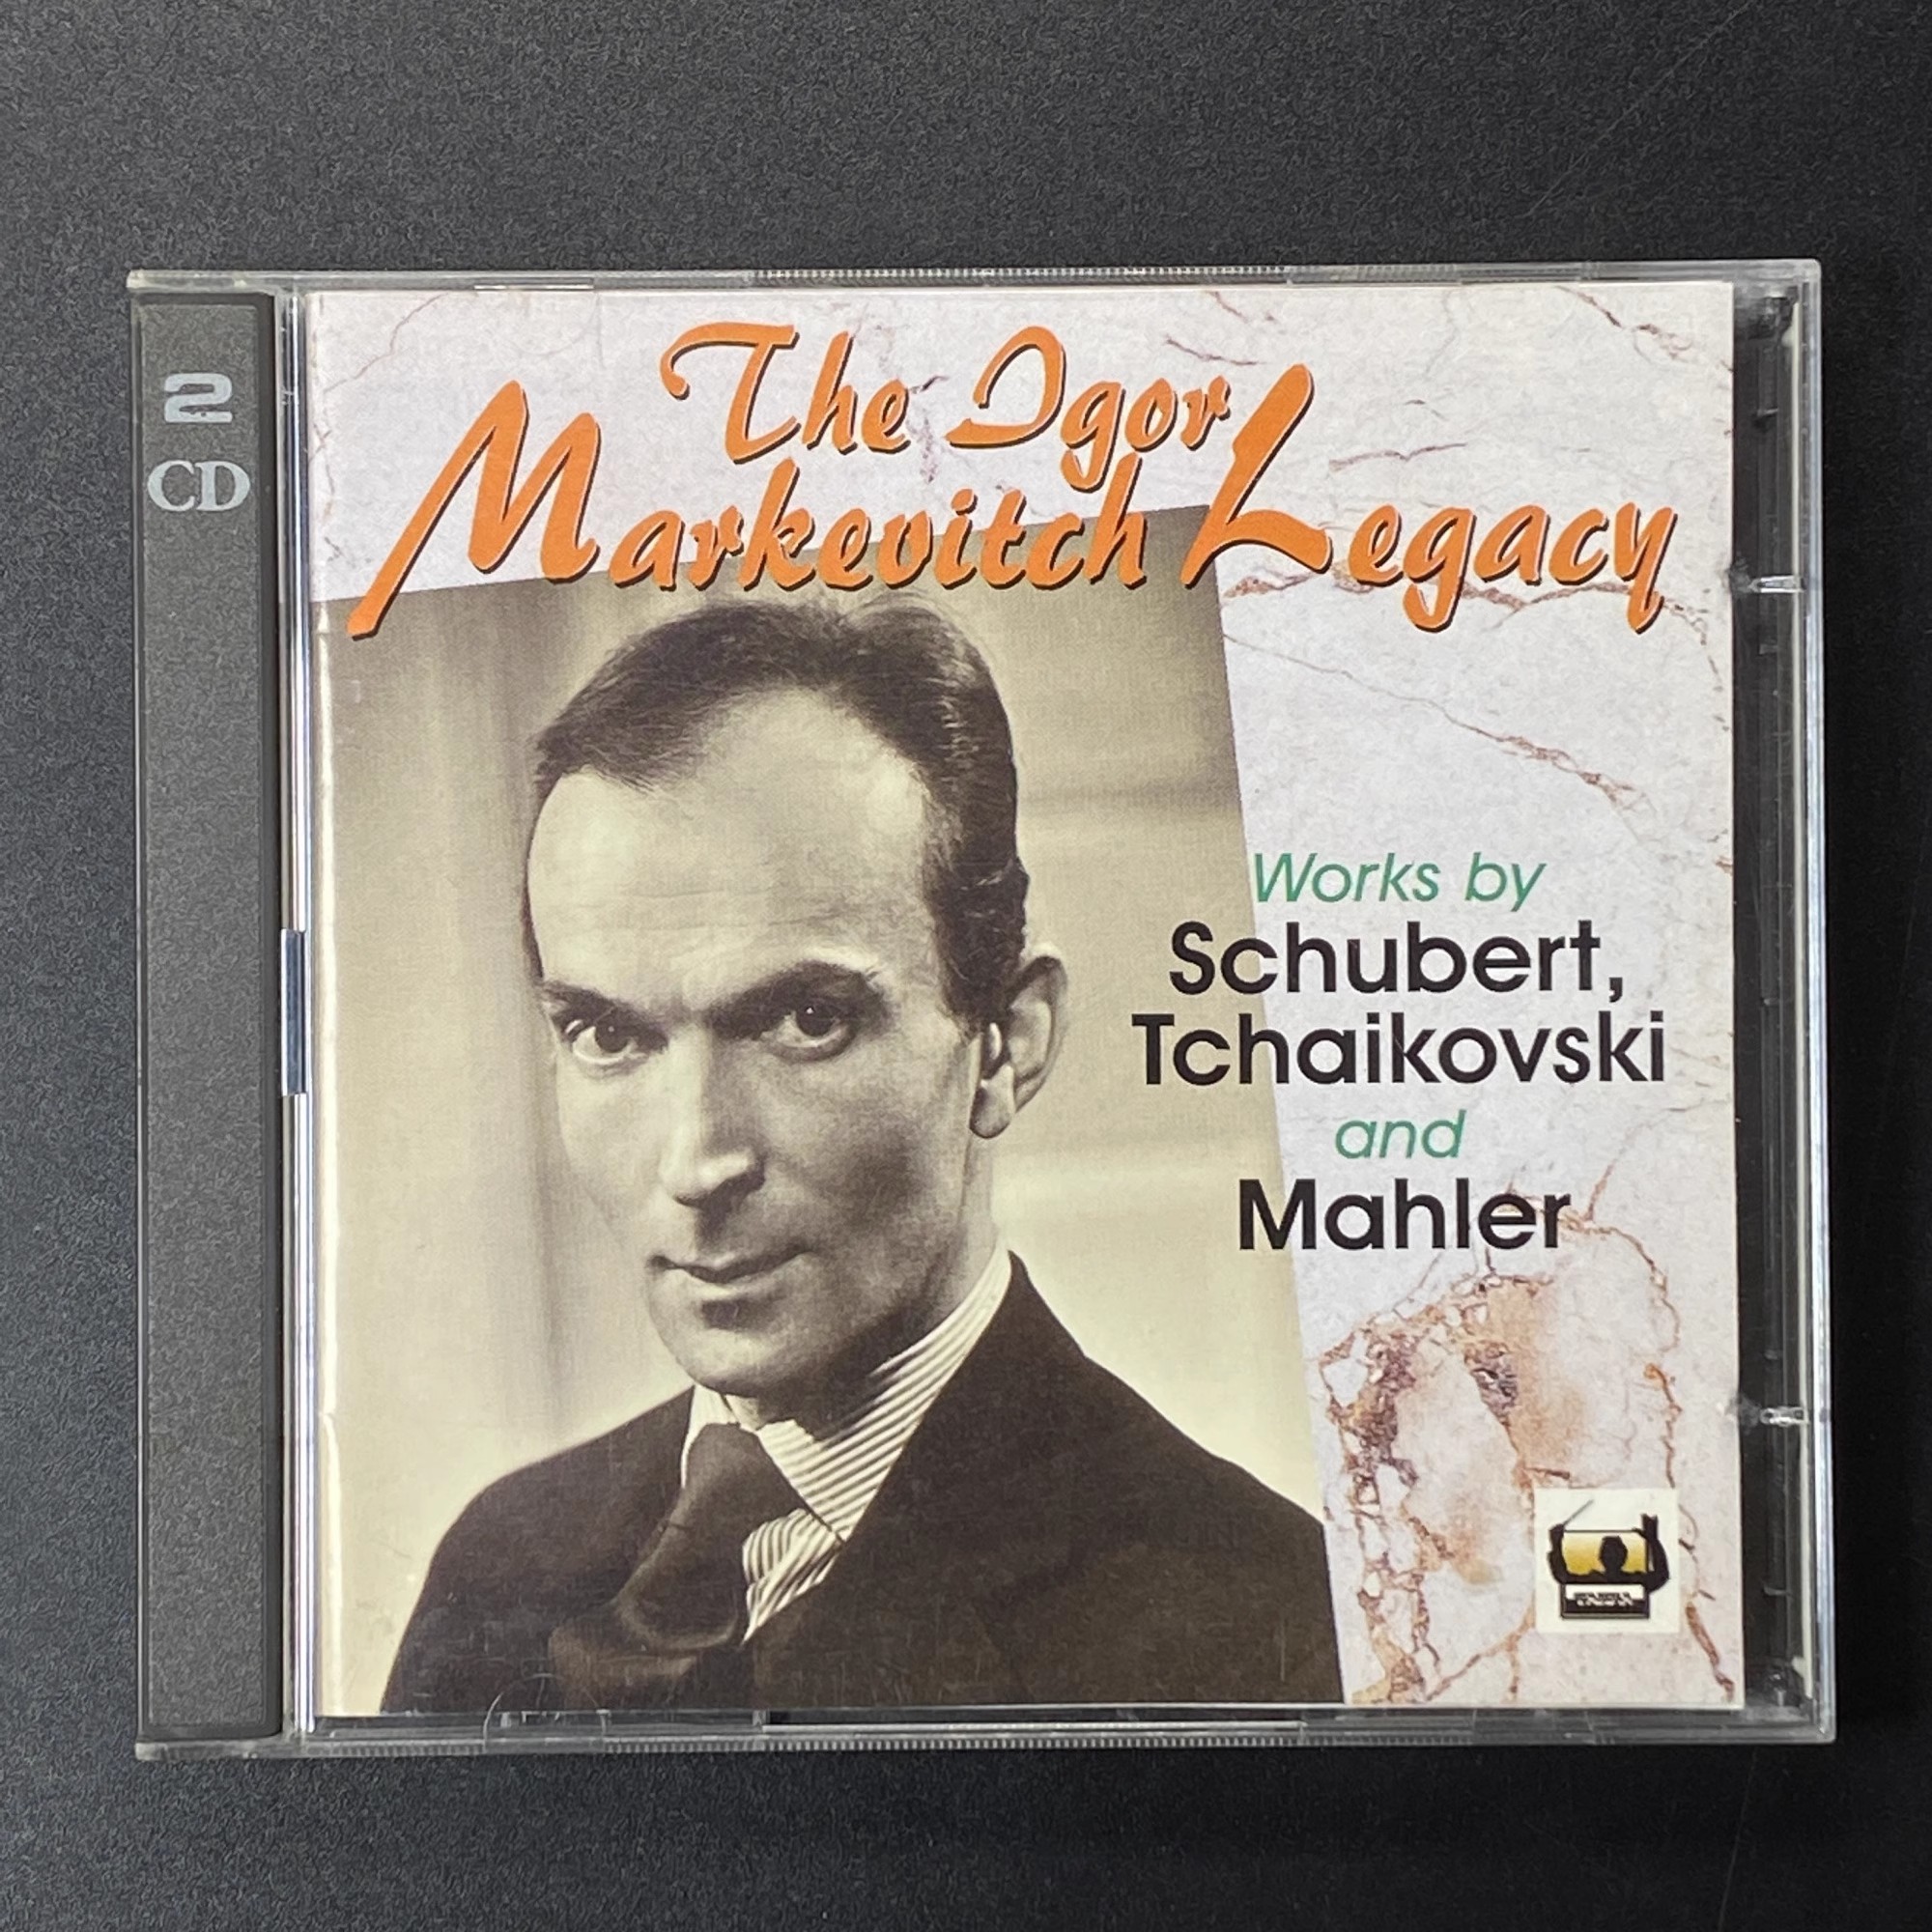 2
CD
The Igor
Markevitch Legacy
Works by
Schubert,
Tchaikovski
and
Mahler